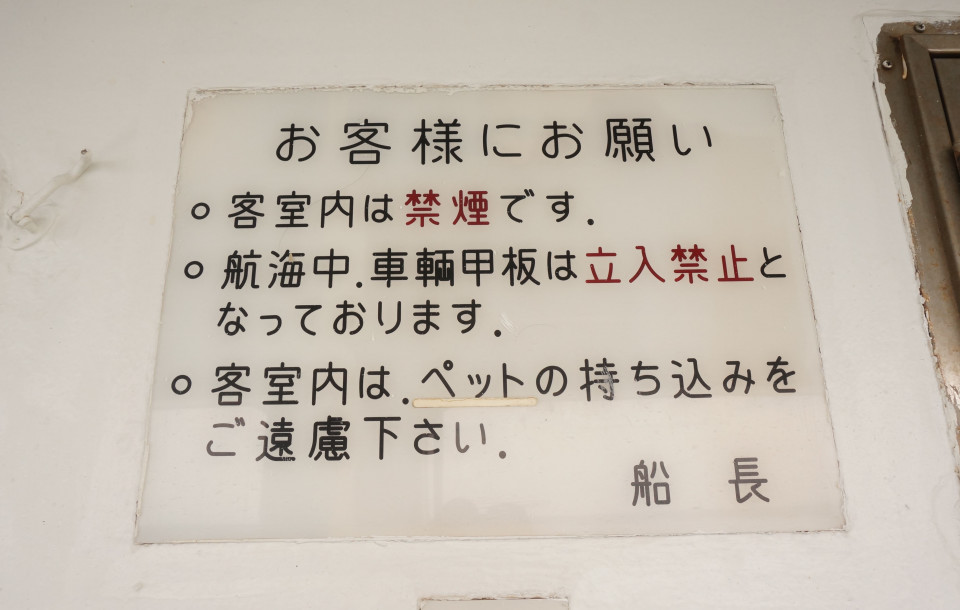 お客様にお願い
○ 客室内は禁煙です.
○ 航海中.車輛甲板は立入禁止と
なっております.
○ 客室内は.ペットの持ち込みを
ご遠慮下さい.
船 長